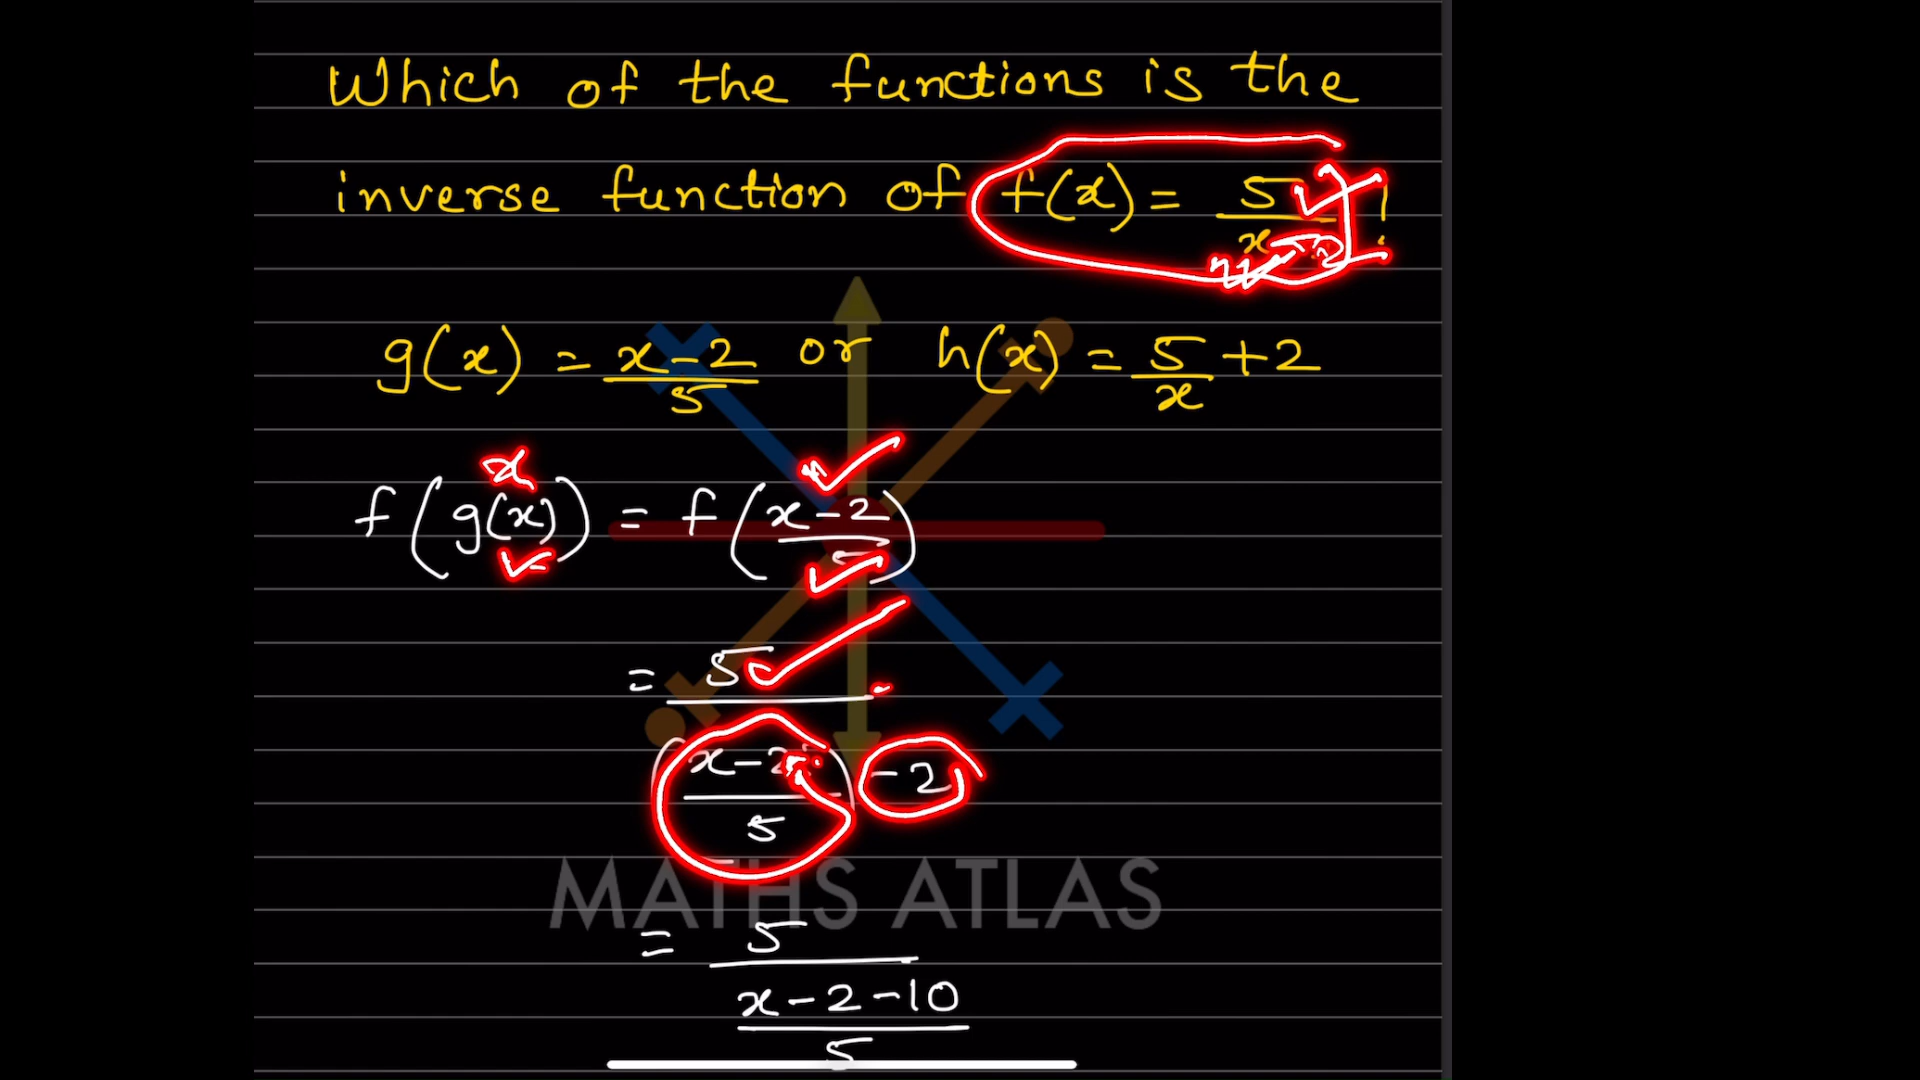 Which of the functions is the
inverse function of f(x) = 5/x-2 ?
g(x) = x-2/5 or h(x) = 5/x + 2
x
f(g(x)) = f(x-2/5)
= 5/(x-2/5)-2
MATHS ATLAS
= 5/x-2-10/5